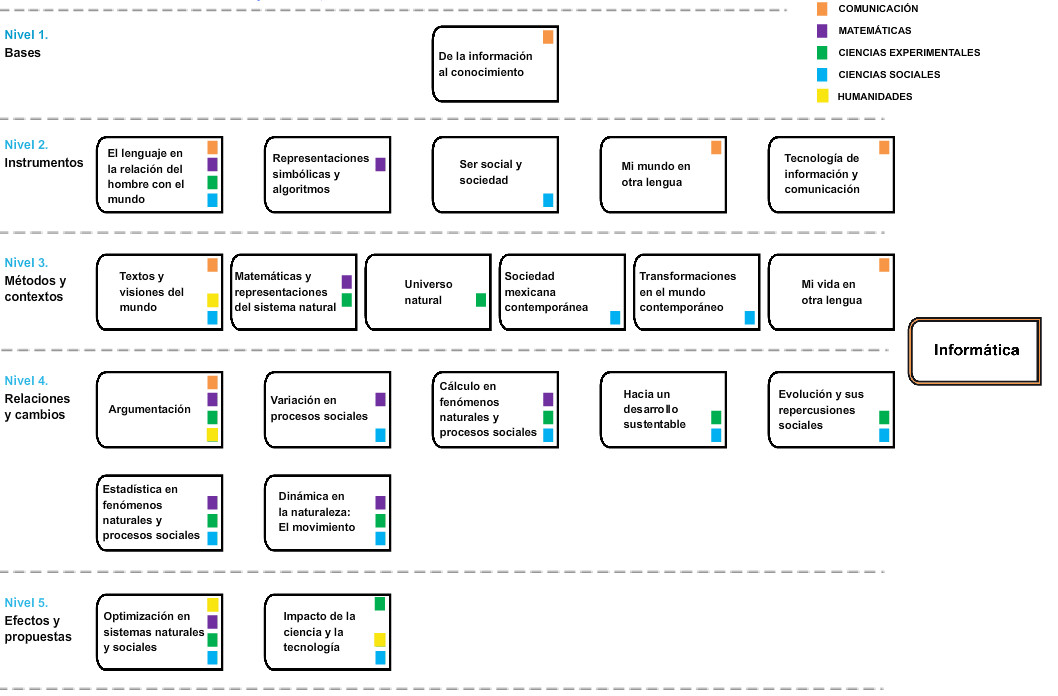 COMUNICACIÓN
MATEMÁTICAS
CIENCIAS EXPERIMENTALES
CIENCIAS SOCIALES
HUMANIDADES
Nivel 1.
Bases
De la información
al conocimiento
Nivel 2.
Instrumentos
El lenguaje en
la relación del
hombre con el
mundo
Representaciones
simbólicas y
algoritmos
Ser social y
sociedad
Mi mundo en
otra lengua
Tecnología de
información y
comunicación
Nivel 3.
Métodos y
contextos
Textos y
visiones del
mundo
Matemáticas y
representaciones
del sistema natural
Universo
natural
Sociedad
mexicana
contemporánea
Transformaciones
en el mundo
contemporáneo
Mi vida en
otra lengua
Informática
Nivel 4.
Relaciones
y cambios
Argumentación
Variación en
procesos sociales
Cálculo en
fenómenos
naturales y
procesos sociales
Hacia un
desarrollo
sustentable
Evolución y sus
repercusiones
sociales
Estadística en
fenómenos
naturales y
procesos sociales
Dinámica en
la naturaleza:
El movimiento
Nivel 5.
Efectos y
propuestas
Optimización en
sistemas naturales
y sociales
Impacto de la
ciencia y la
tecnología